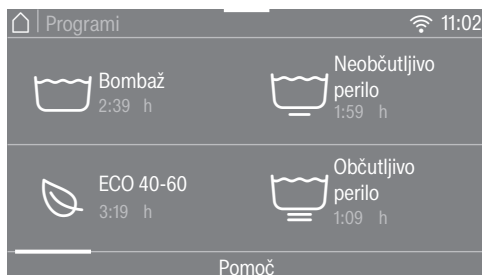 Programi 11:02
Bombaž
2:39 h
Neobčutljivo
perilo
1:59 h
ECO 40-60
3:19 h
Občutljivo
perilo
1:09 h
Pomoč